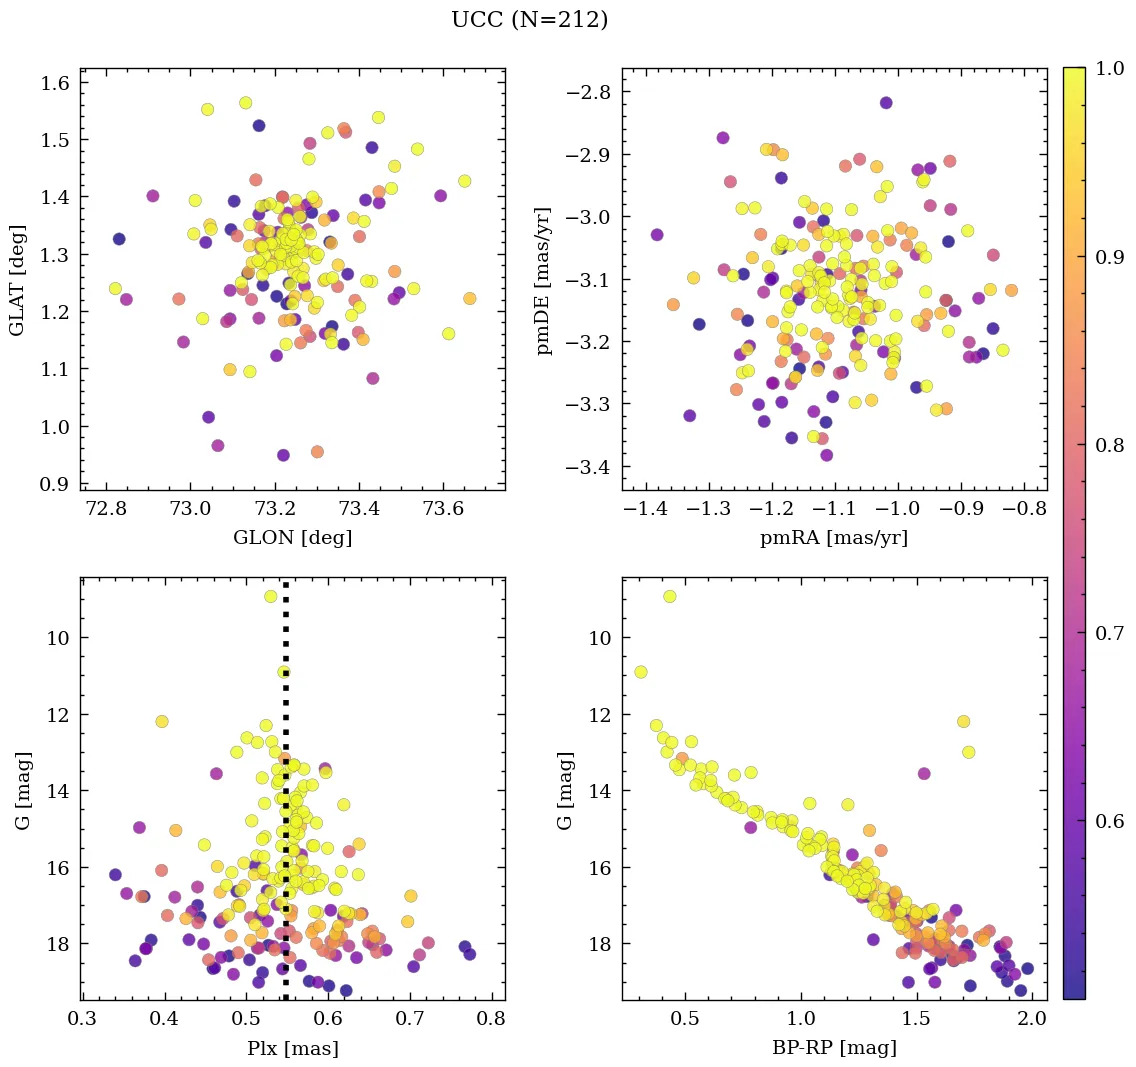 UCC (N=212)
1.6
1.5
1.4
1.3
1.2
1.1
1.0
0.9
GLAT [deg]
72.8 73.0 73.2 73.4 73.6
GLON [deg]
−2.8
−2.9
−3.0
−3.1
−3.2
−3.3
−3.4
pmDE [mas/yr]
−1.4 −1.3 −1.2 −1.1 −1.0 −0.9 −0.8
pmRA [mas/yr]
1.0
0.9
0.8
0.7
0.6
10
12
14
16
18
G [mag]
0.3 0.4 0.5 0.6 0.7 0.8
Plx [mas]
10
12
14
16
18
G [mag]
0.5 1.0 1.5 2.0
BP-RP [mag]